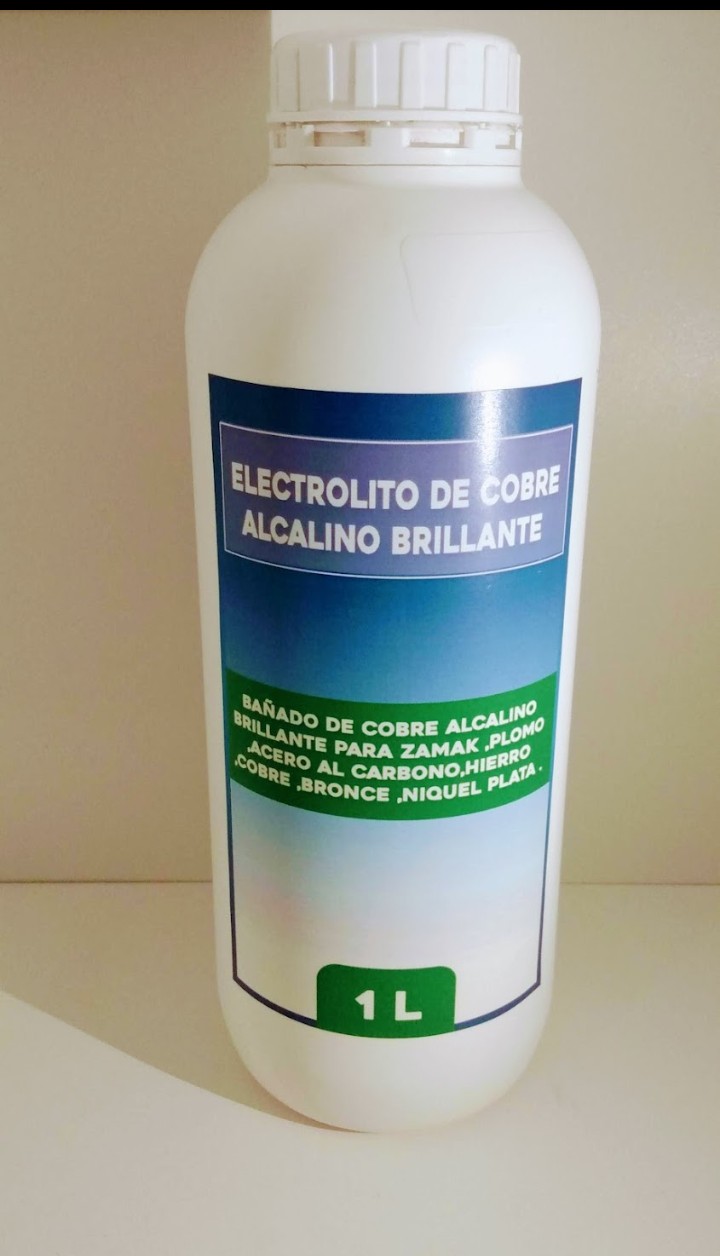 ELECTROLITO DE COBRE
ALCALINO BRILLANTE
BAÑADO DE COBRE ALCALINO
BRILLANTE PARA ZAMAK ,PLOMO
,ACERO AL CARBONO,HIERRO
,COBRE ,BRONCE ,NIQUEL PLATA .
1 L